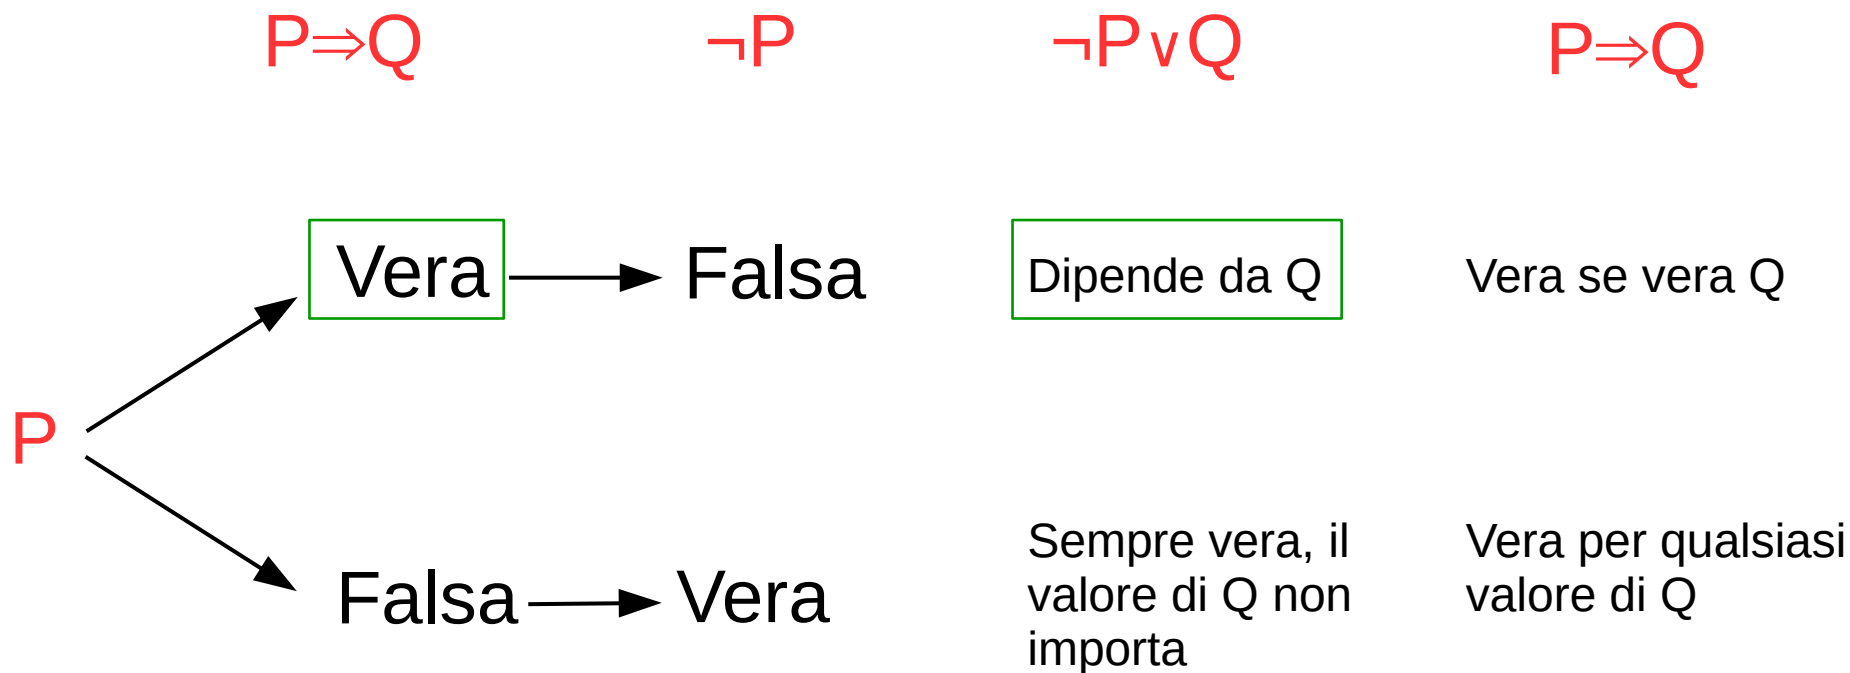 P⇒Q ¬P ¬P∨Q P⇒Q
Vera Falsa Dipende da Q Vera se vera Q
P
Falsa Vera
Sempre vera, il
valore di Q non
importa
Vera per qualsiasi
valore di Q